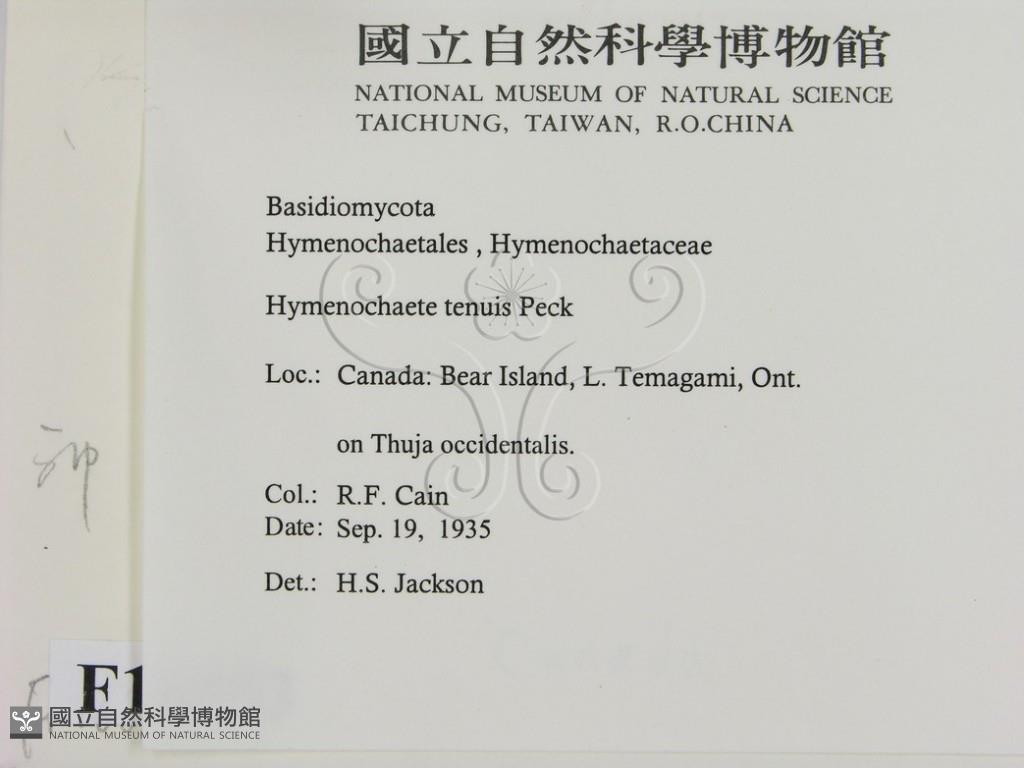 國立自然科學博物館
NATIONAL MUSEUM OF NATURAL SCIENCE
TAICHUNG, TAIWAN, R.O.CHINA
Basidiomycota
Hymenochaetales , Hymenochaetaceae
Hymenochaete tenuis Peck
Loc.: Canada: Bear Island, L. Temagami, Ont.
on Thuja occidentalis.
Col.: R.F. Cain
Date: Sep. 19, 1935
Det.: H.S. Jackson
F1
國立自然科學博物館
NATIONAL MUSEUM OF NATURAL SCIENCE